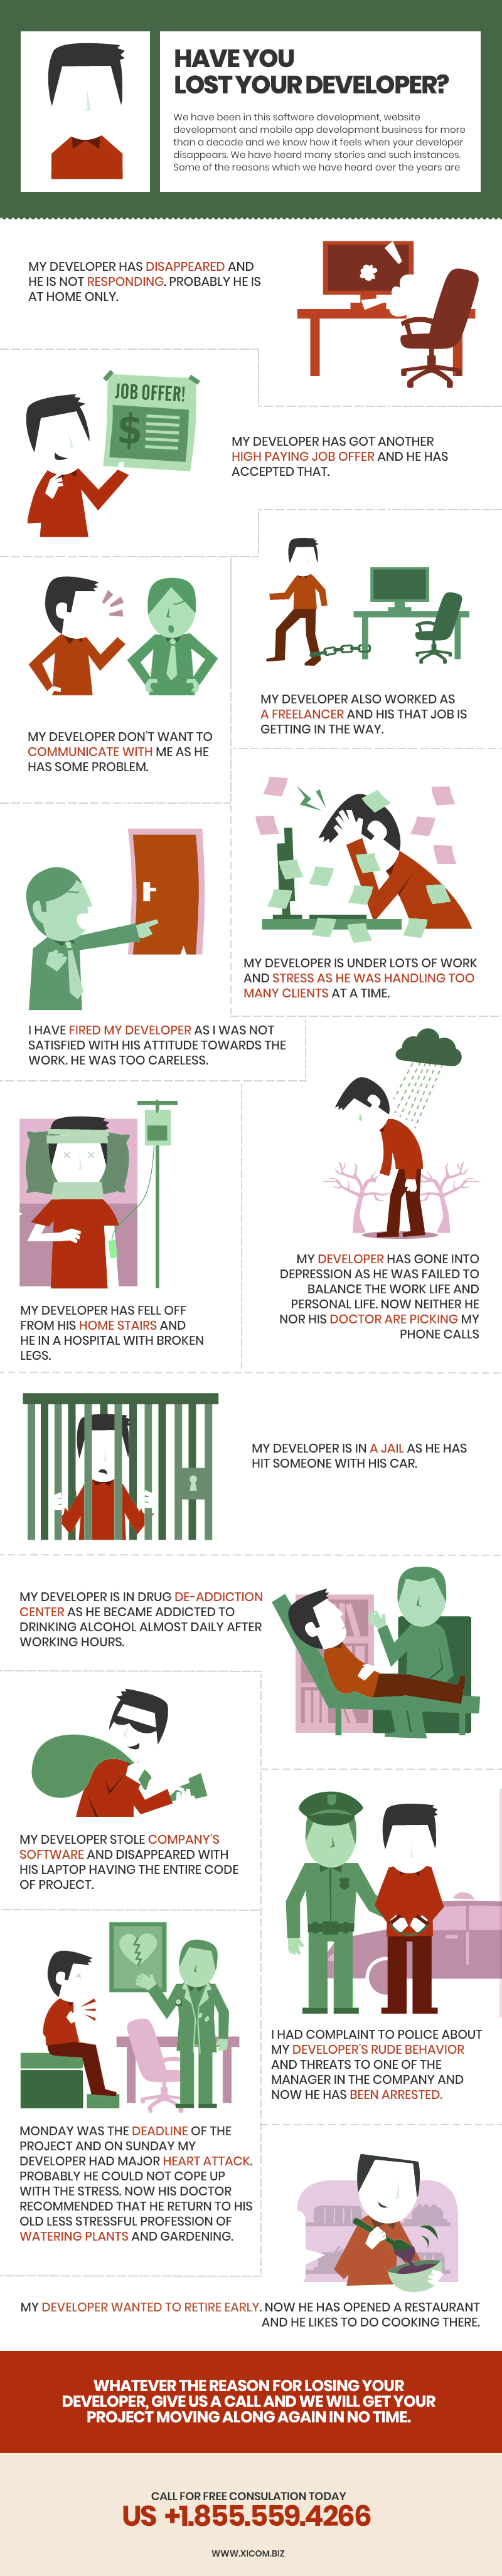 HAVE YOU
LOST YOUR DEVELOPER?
We have been in this software development, website
development and mobile app development business for more
than a decade and we know how it feels when your developer
disappears. We have heard many stories and such instances.
Some of the reasons which we have heard over the years are
MY DEVELOPER HAS DISAPPEARED AND
HE IS NOT RESPONDING. PROBABLY HE IS
AT HOME ONLY.
JOB OFFER!
$
MY DEVELOPER HAS GOT ANOTHER
HIGH PAYING JOB OFFER AND HE HAS
ACCEPTED THAT.
MY DEVELOPER ALSO WORKED AS
A FREELANCER AND HIS THAT JOB IS
GETTING IN THE WAY.
MY DEVELOPER DON'T WANT TO
COMMUNICATE WITH ME AS HE
HAS SOME PROBLEM.
MY DEVELOPER IS UNDER LOTS OF WORK
AND STRESS AS HE WAS HANDLING TOO
MANY CLIENTS AT A TIME.
I HAVE FIRED MY DEVELOPER AS I WAS NOT
SATISFIED WITH HIS ATTITUDE TOWARDS THE
WORK. HE WAS TOO CARELESS.
MY DEVELOPER HAS GONE INTO
DEPRESSION AS HE WAS FAILED TO
BALANCE THE WORK LIFE AND
PERSONAL LIFE. NOW NEITHER HE
NOR HIS DOCTOR ARE PICKING MY
PHONE CALLS
MY DEVELOPER HAS FELL OFF
FROM HIS HOME STAIRS AND
HE IN A HOSPITAL WITH BROKEN
LEGS.
MY DEVELOPER IS IN A JAIL AS HE HAS
HIT SOMEONE WITH HIS CAR.
MY DEVELOPER IS IN DRUG DE-ADDICTION
CENTER AS HE BECAME ADDICTED TO
DRINKING ALCOHOL ALMOST DAILY AFTER
WORKING HOURS.
MY DEVELOPER STOLE COMPANY'S
SOFTWARE AND DISAPPEARED WITH
HIS LAPTOP HAVING THE ENTIRE CODE
OF PROJECT.
I HAD COMPLAINT TO POLICE ABOUT
MY DEVELOPER'S RUDE BEHAVIOR
AND THREATS TO ONE OF THE
MANAGER IN THE COMPANY AND
NOW HE HAS BEEN ARRESTED.
MONDAY WAS THE DEADLINE OF THE
PROJECT AND ON SUNDAY MY
DEVELOPER HAD MAJOR HEART ATTACK.
PROBABLY HE COULD NOT COPE UP
WITH THE STRESS. NOW HIS DOCTOR
RECOMMENDED THAT HE RETURN TO HIS
OLD LESS STRESSFUL PROFESSION OF
WATERING PLANTS AND GARDENING.
MY DEVELOPER WANTED TO RETIRE EARLY. NOW HE HAS OPENED A RESTAURANT
AND HE LIKES TO DO COOKING THERE.
WHATEVER THE REASON FOR LOSING YOUR
DEVELOPER, GIVE US A CALL AND WE WILL GET YOUR
PROJECT MOVING ALONG AGAIN IN NO TIME.
CALL FOR FREE CONSULATION TODAY
US +1.855.559.4266
WWW.XICOM.BIZ